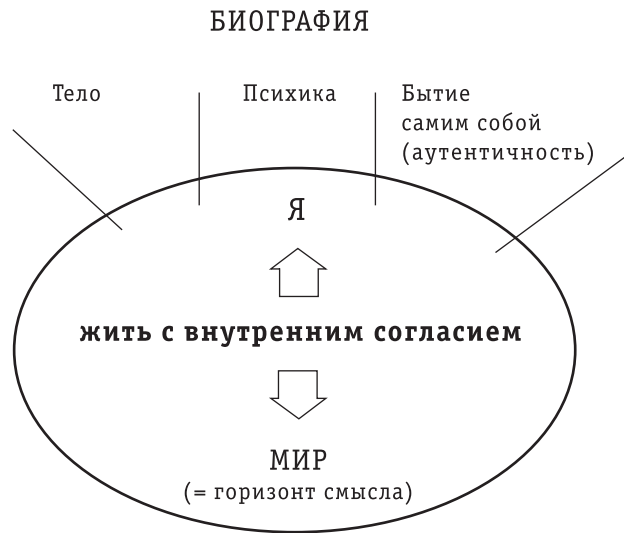 БИОГРАФИЯ
Тело
Психика
Бытие
самим собой
(аутентичность)
Я
жить с внутренним согласием
МИР
(= горизонт смысла)